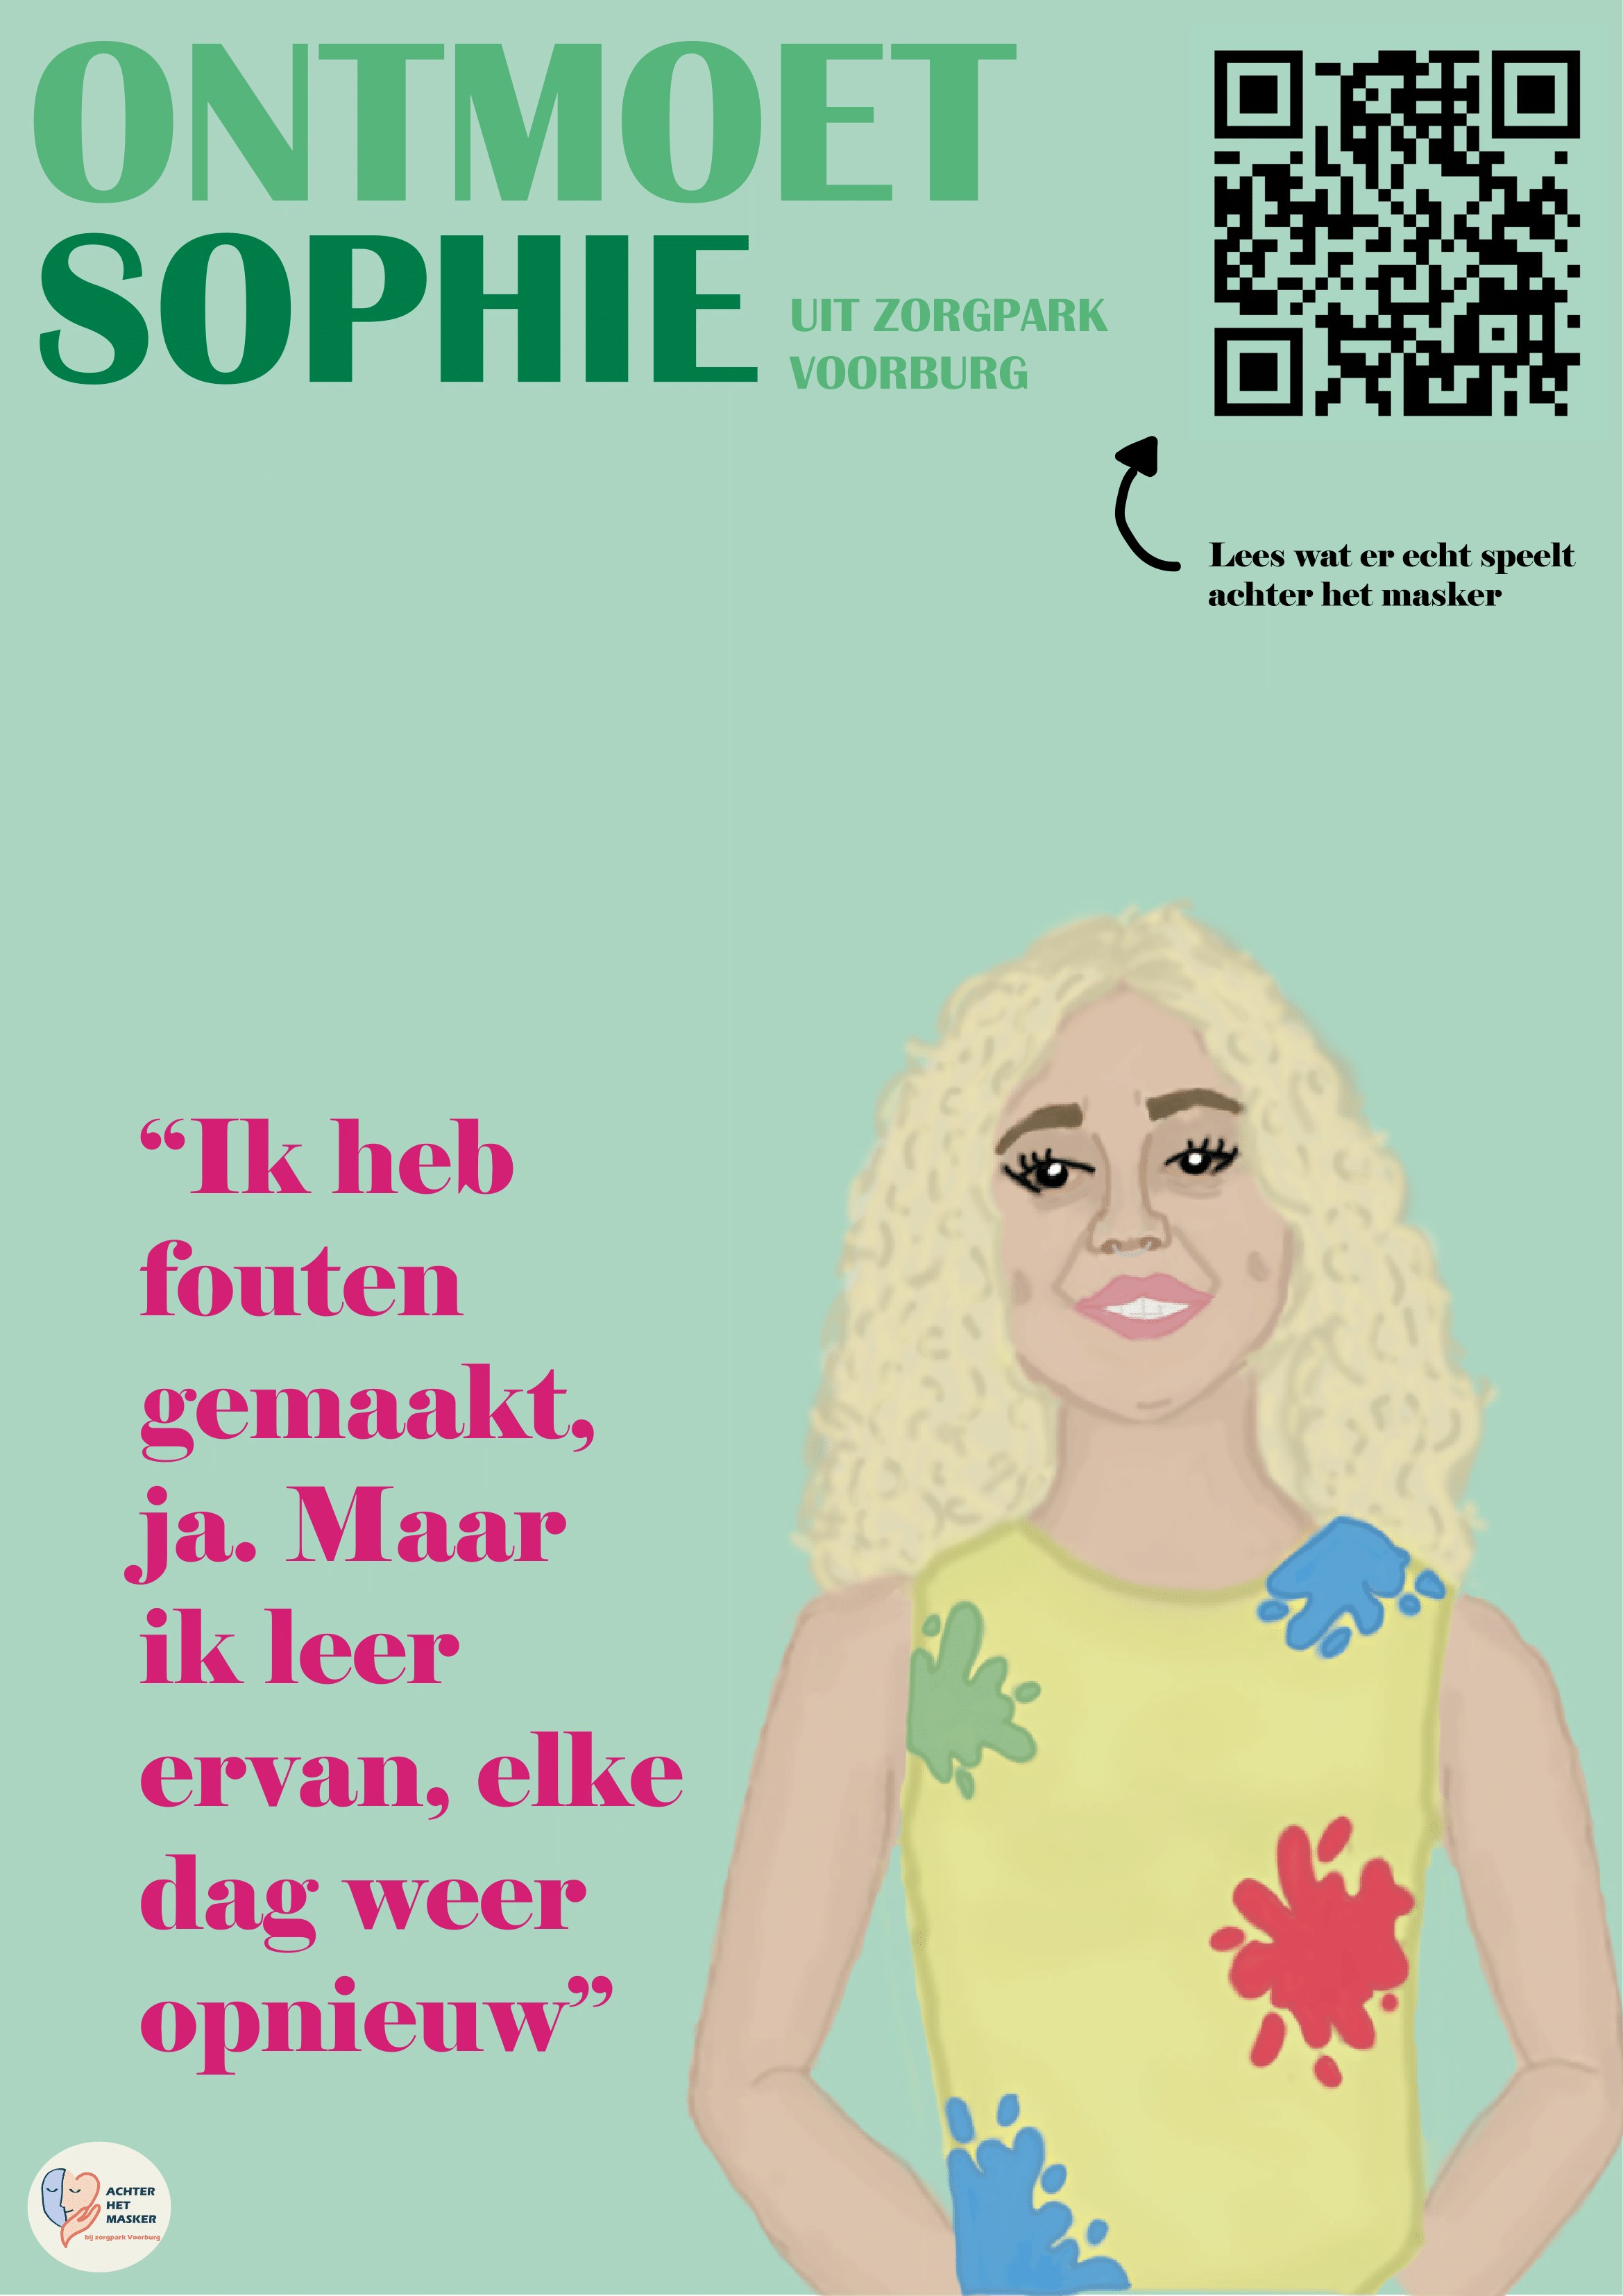 ONTMOET
SOPHIE
UIT ZORGPARK
VOORBURG
Lees wat er echt speelt
achter het masker
“Ik heb
fouten
gemaakt,
ja. Maar
ik leer
ervan, elke
dag weer
opnieuw”
ACHTER
HET
MASKER
bij zorgpark Voorburg